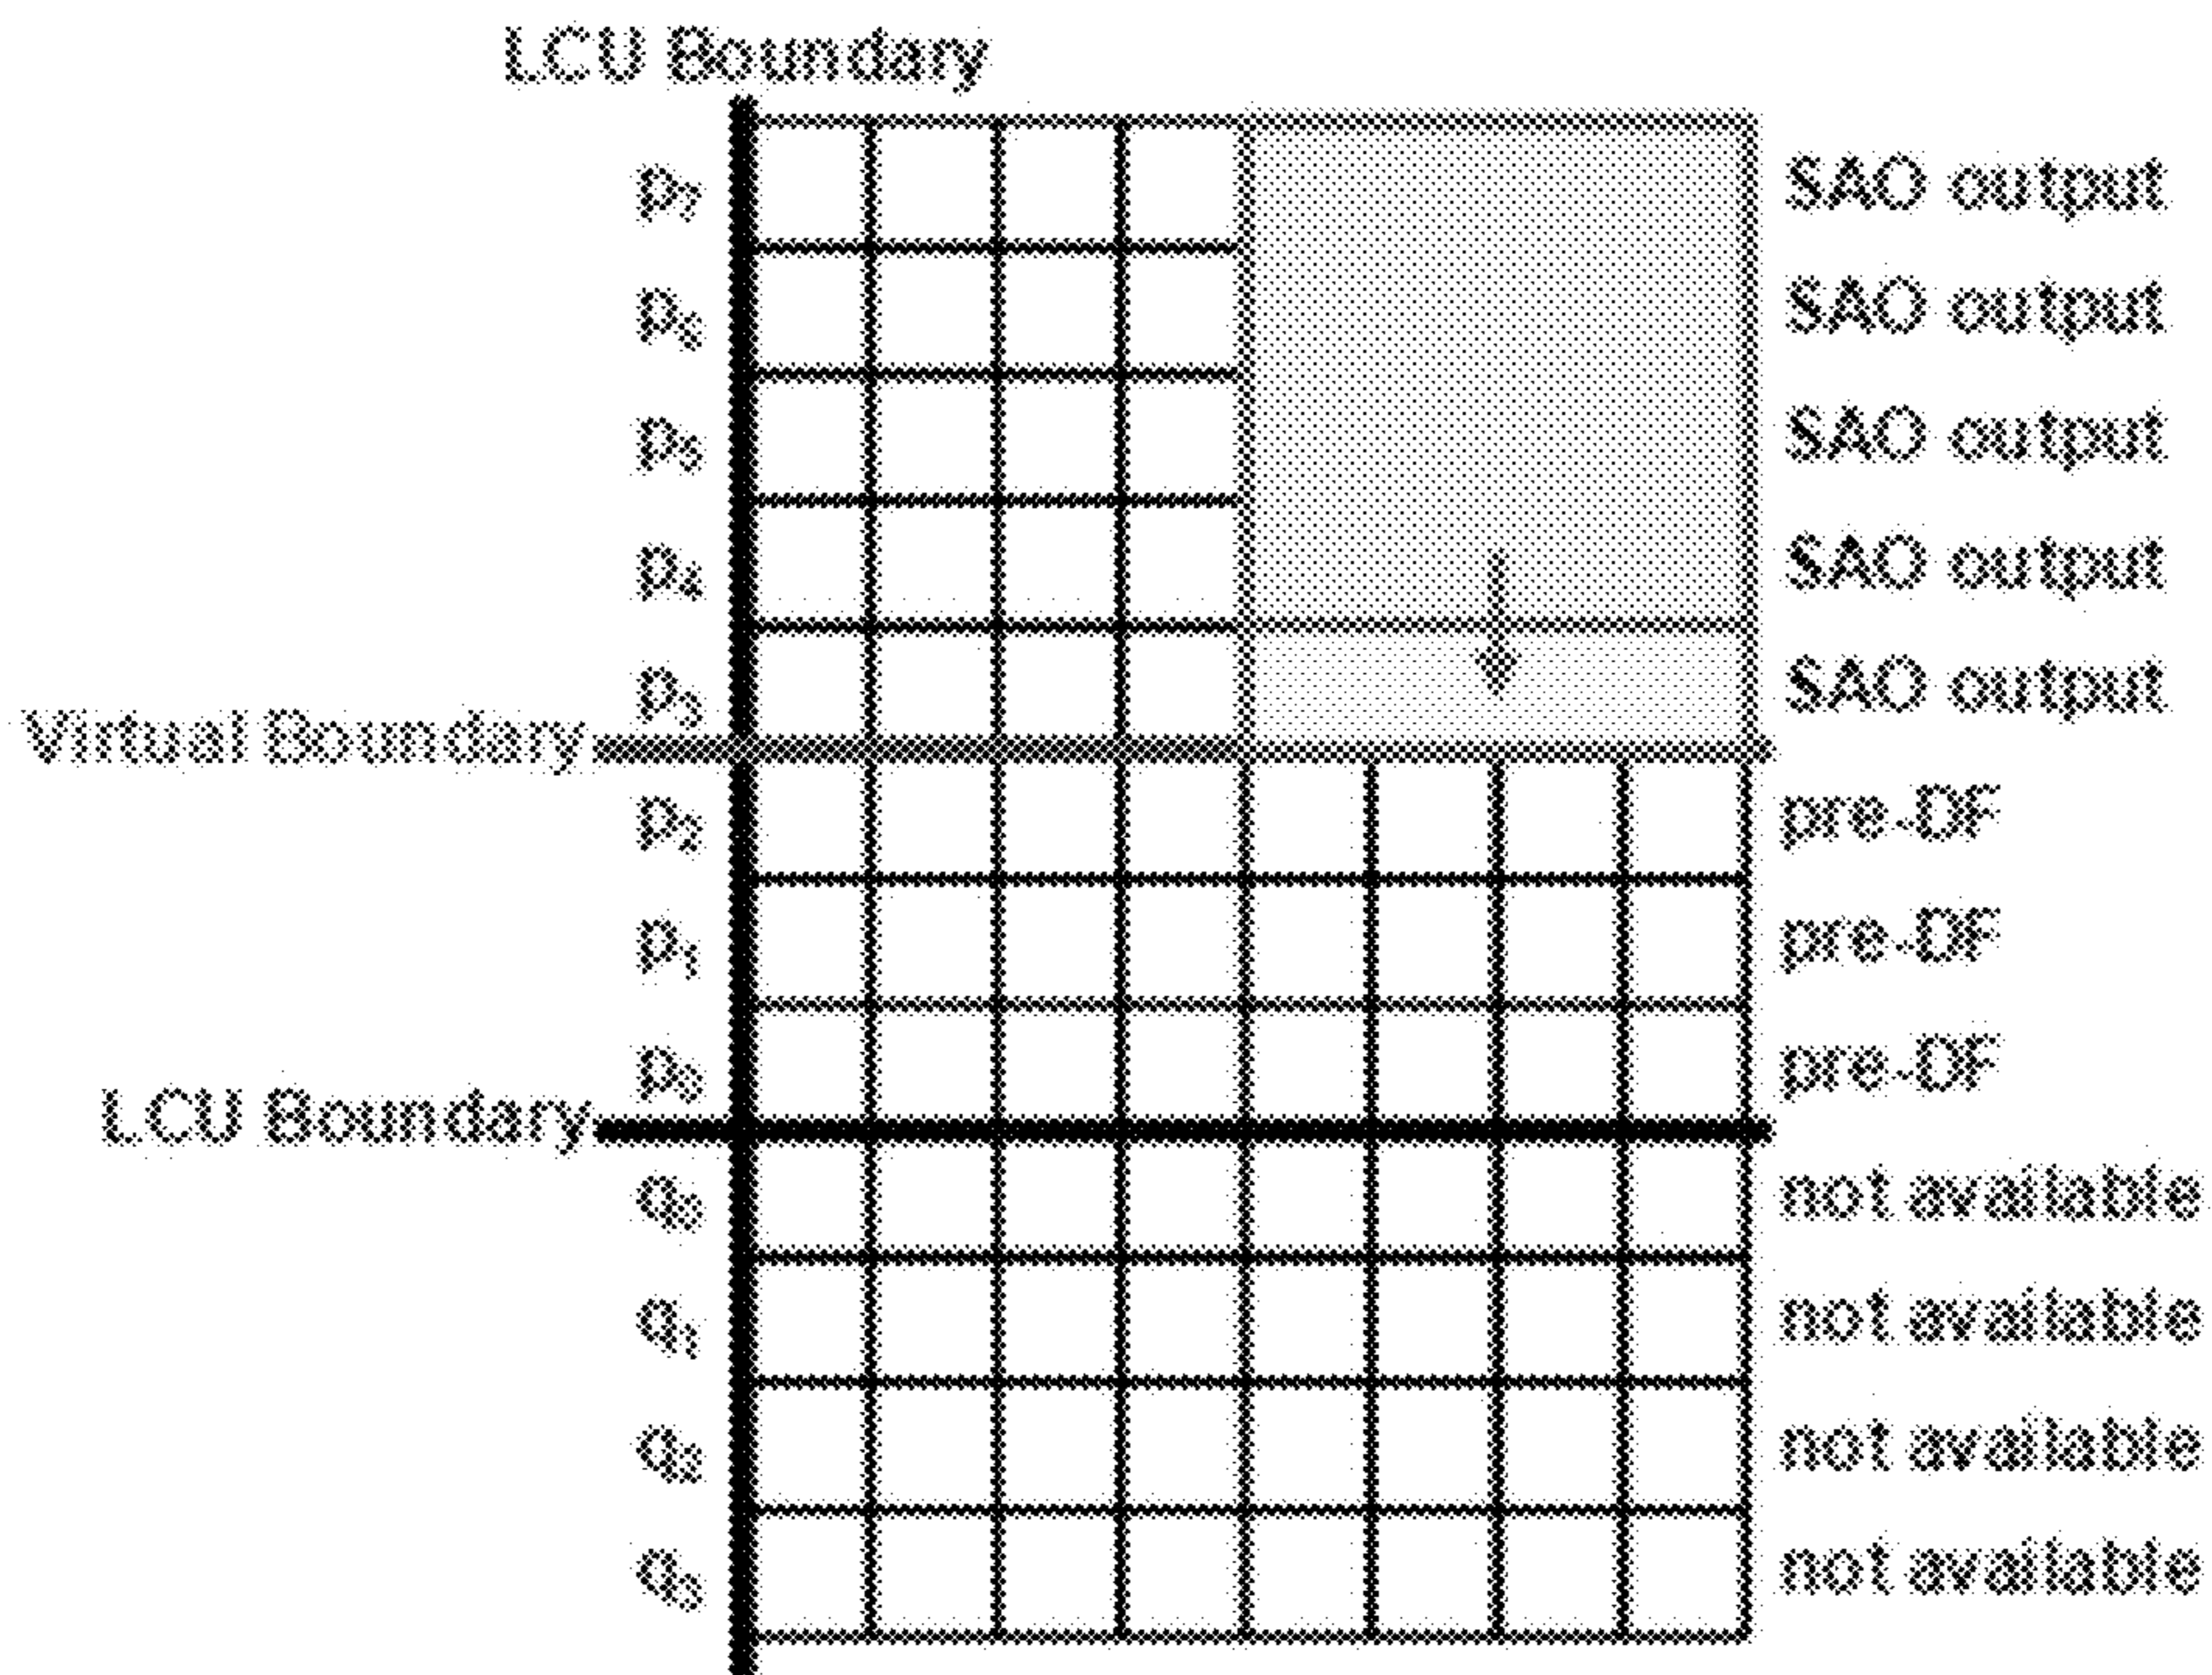 LCU Boundary
p₇ SAO output
p₆ SAO output
p₅ SAO output
p₄ SAO output
p₃ SAO output
Virtual Boundary
p₂ pre-DF
p₁ pre-DF
p₀ pre-DF
LCU Boundary
q₀ not available
q₁ not available
q₂ not available
q₃ not available